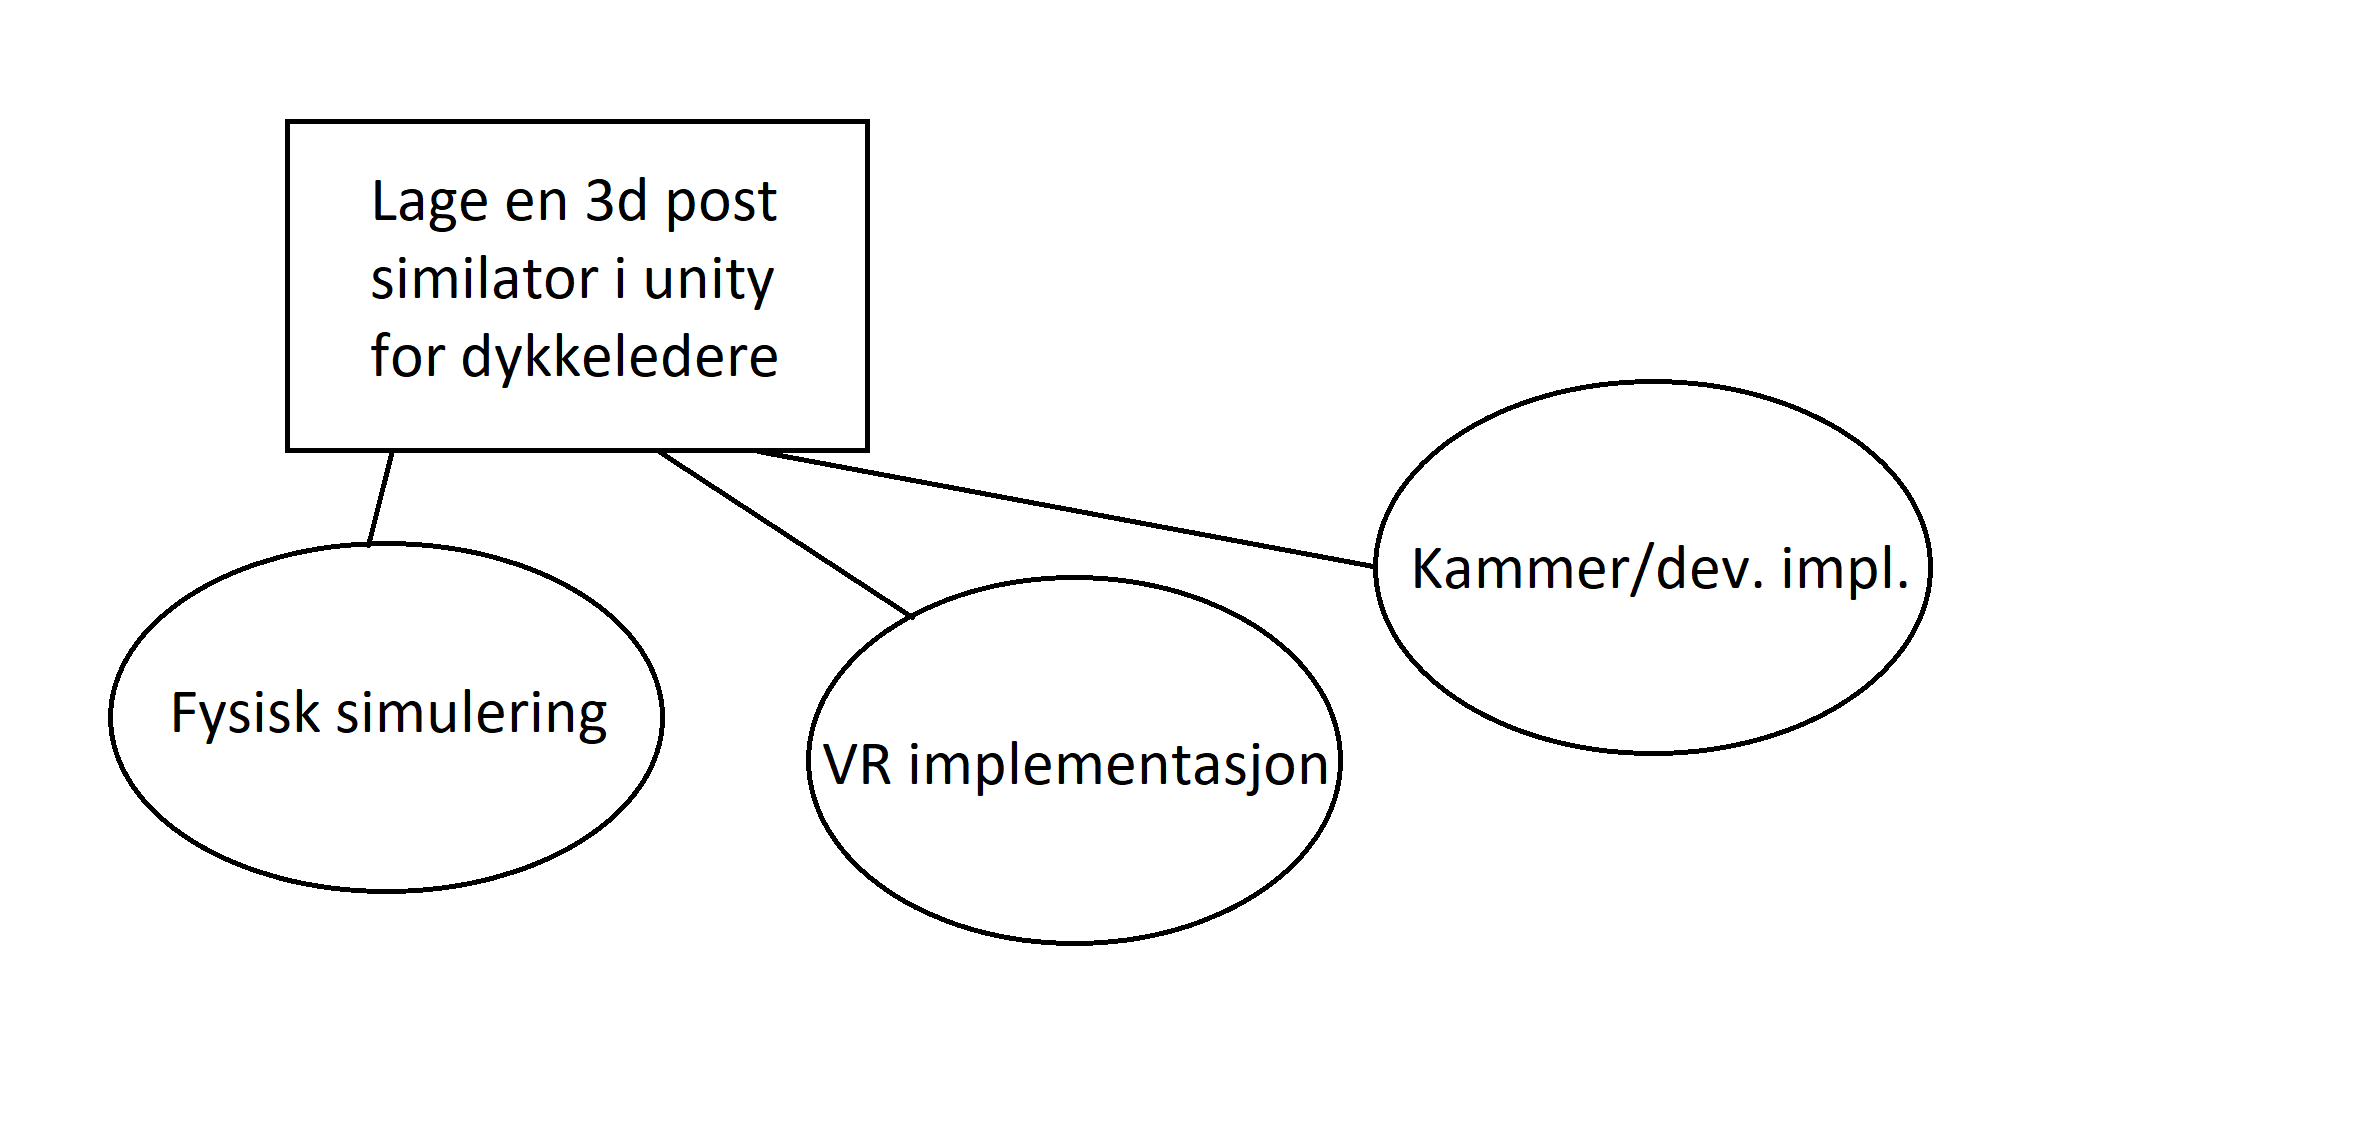 Lage en 3d post
similator i unity
for dykkeledere
Kammer/dev. impl.
Fysisk simulering
VR implementasjon